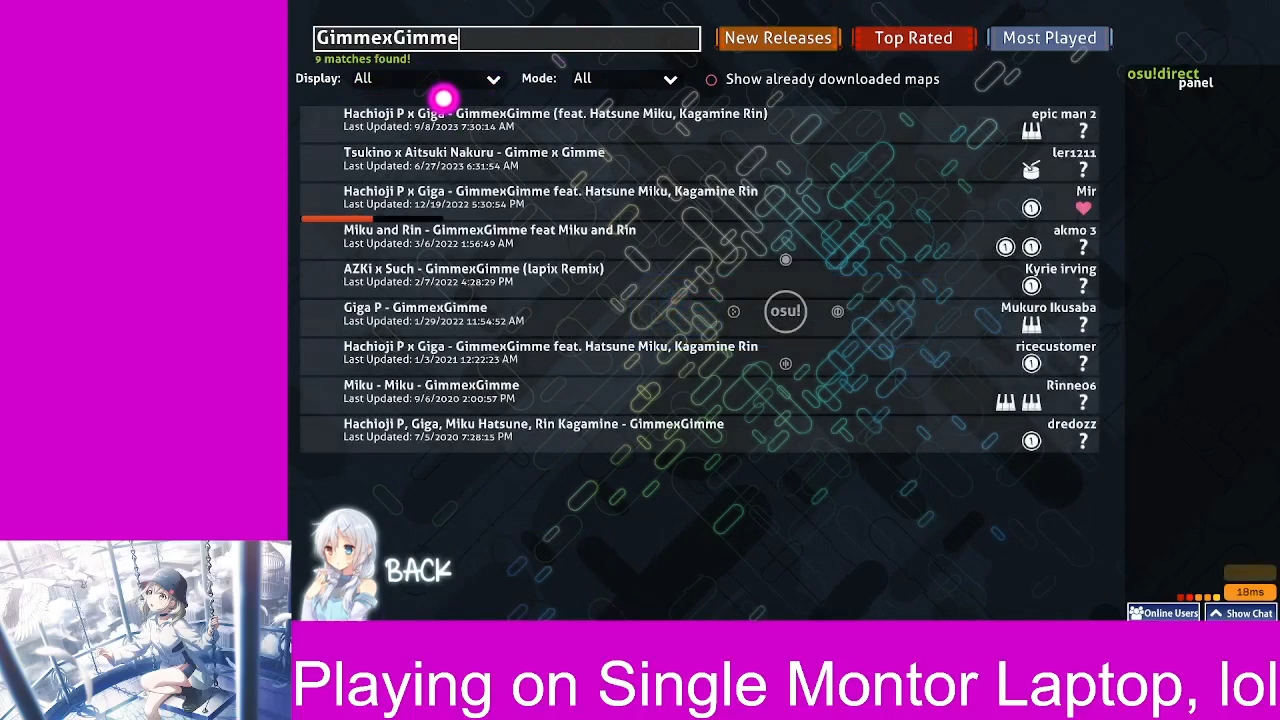 GimmexGimme
New Releases
Top Rated
Most Played
9 matches found!
Display: All
Mode: All
Show already downloaded maps
osu!direct
panel
Hachioji P x Giga - GimmexGimme (feat. Hatsune Miku, Kagamine Rin)
Last Updated: 9/8/2023 7:30:14 AM
epic man 2
?
Tsukino x Aitsuki Nakuru - Gimme x Gimme
Last Updated: 6/27/2023 6:31:54 AM
ler1211
?
Hachioji P x Giga - GimmexGimme feat. Hatsune Miku, Kagamine Rin
Last Updated: 12/19/2022 5:30:54 PM
Mir
1
Miku and Rin - GimmexGimme feat Miku and Rin
Last Updated: 3/6/2022 1:56:49 AM
akmo 3
1 1 ?
AZKi x Such - GimmexGimme (lapix Remix)
Last Updated: 2/7/2022 4:28:29 PM
Kyrie irving
1 ?
Giga P - GimmexGimme
Last Updated: 1/29/2022 11:54:52 AM
Mukuro Ikusaba
?
Hachioji P x Giga - GimmexGimme feat. Hatsune Miku, Kagamine Rin
Last Updated: 1/3/2021 12:22:23 AM
ricecustomer
1 ?
Miku - Miku - GimmexGimme
Last Updated: 9/6/2020 2:00:57 PM
Rinne06
?
Hachioji P, Giga, Miku Hatsune, Rin Kagamine - GimmexGimme
Last Updated: 7/5/2020 7:28:15 PM
dredozz
1 ?
osu!
BACK
18ms
Online Users
Show Chat
Playing on Single Montor Laptop, lol